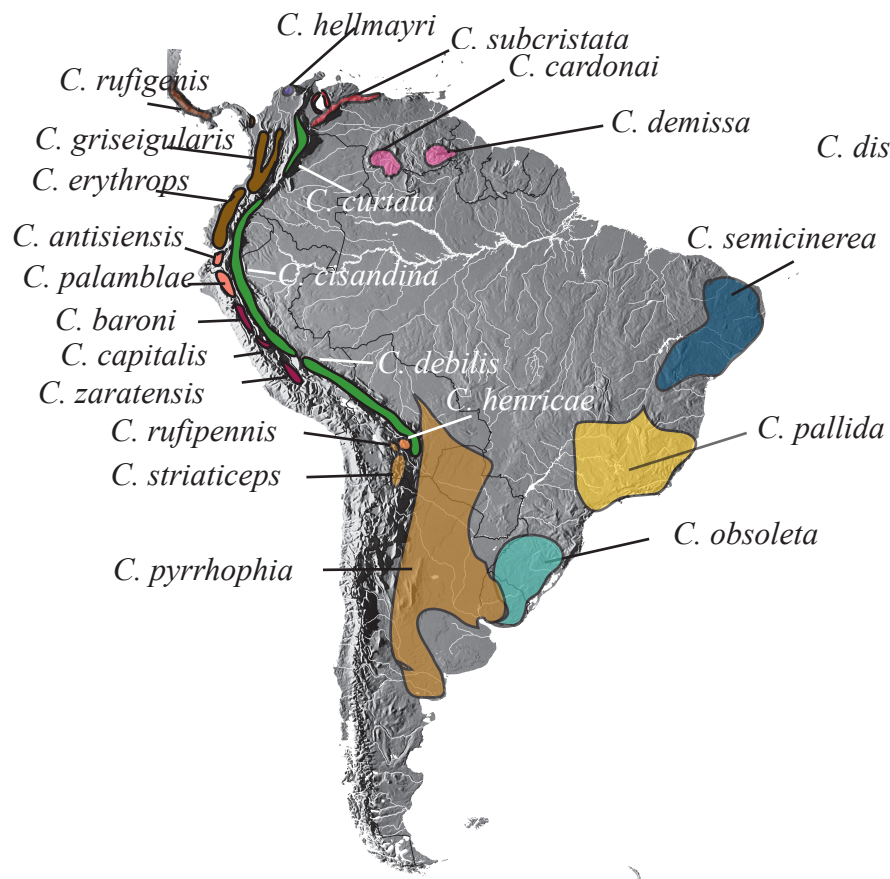 C. hellmayri
C. subcristata
C. cardonai
C. rufigenis
C. demissa
C. griseigularis
C. dis
C. erythrops
C. curtata
C. antisiensis
C. semicinerea
C. palamblae
C. cisandina
C. baroni
C. capitalis
C. debilis
C. zaratensis
C. henricae
C. rufipennis
C. pallida
C. striaticeps
C. obsoleta
C. pyrrhophia